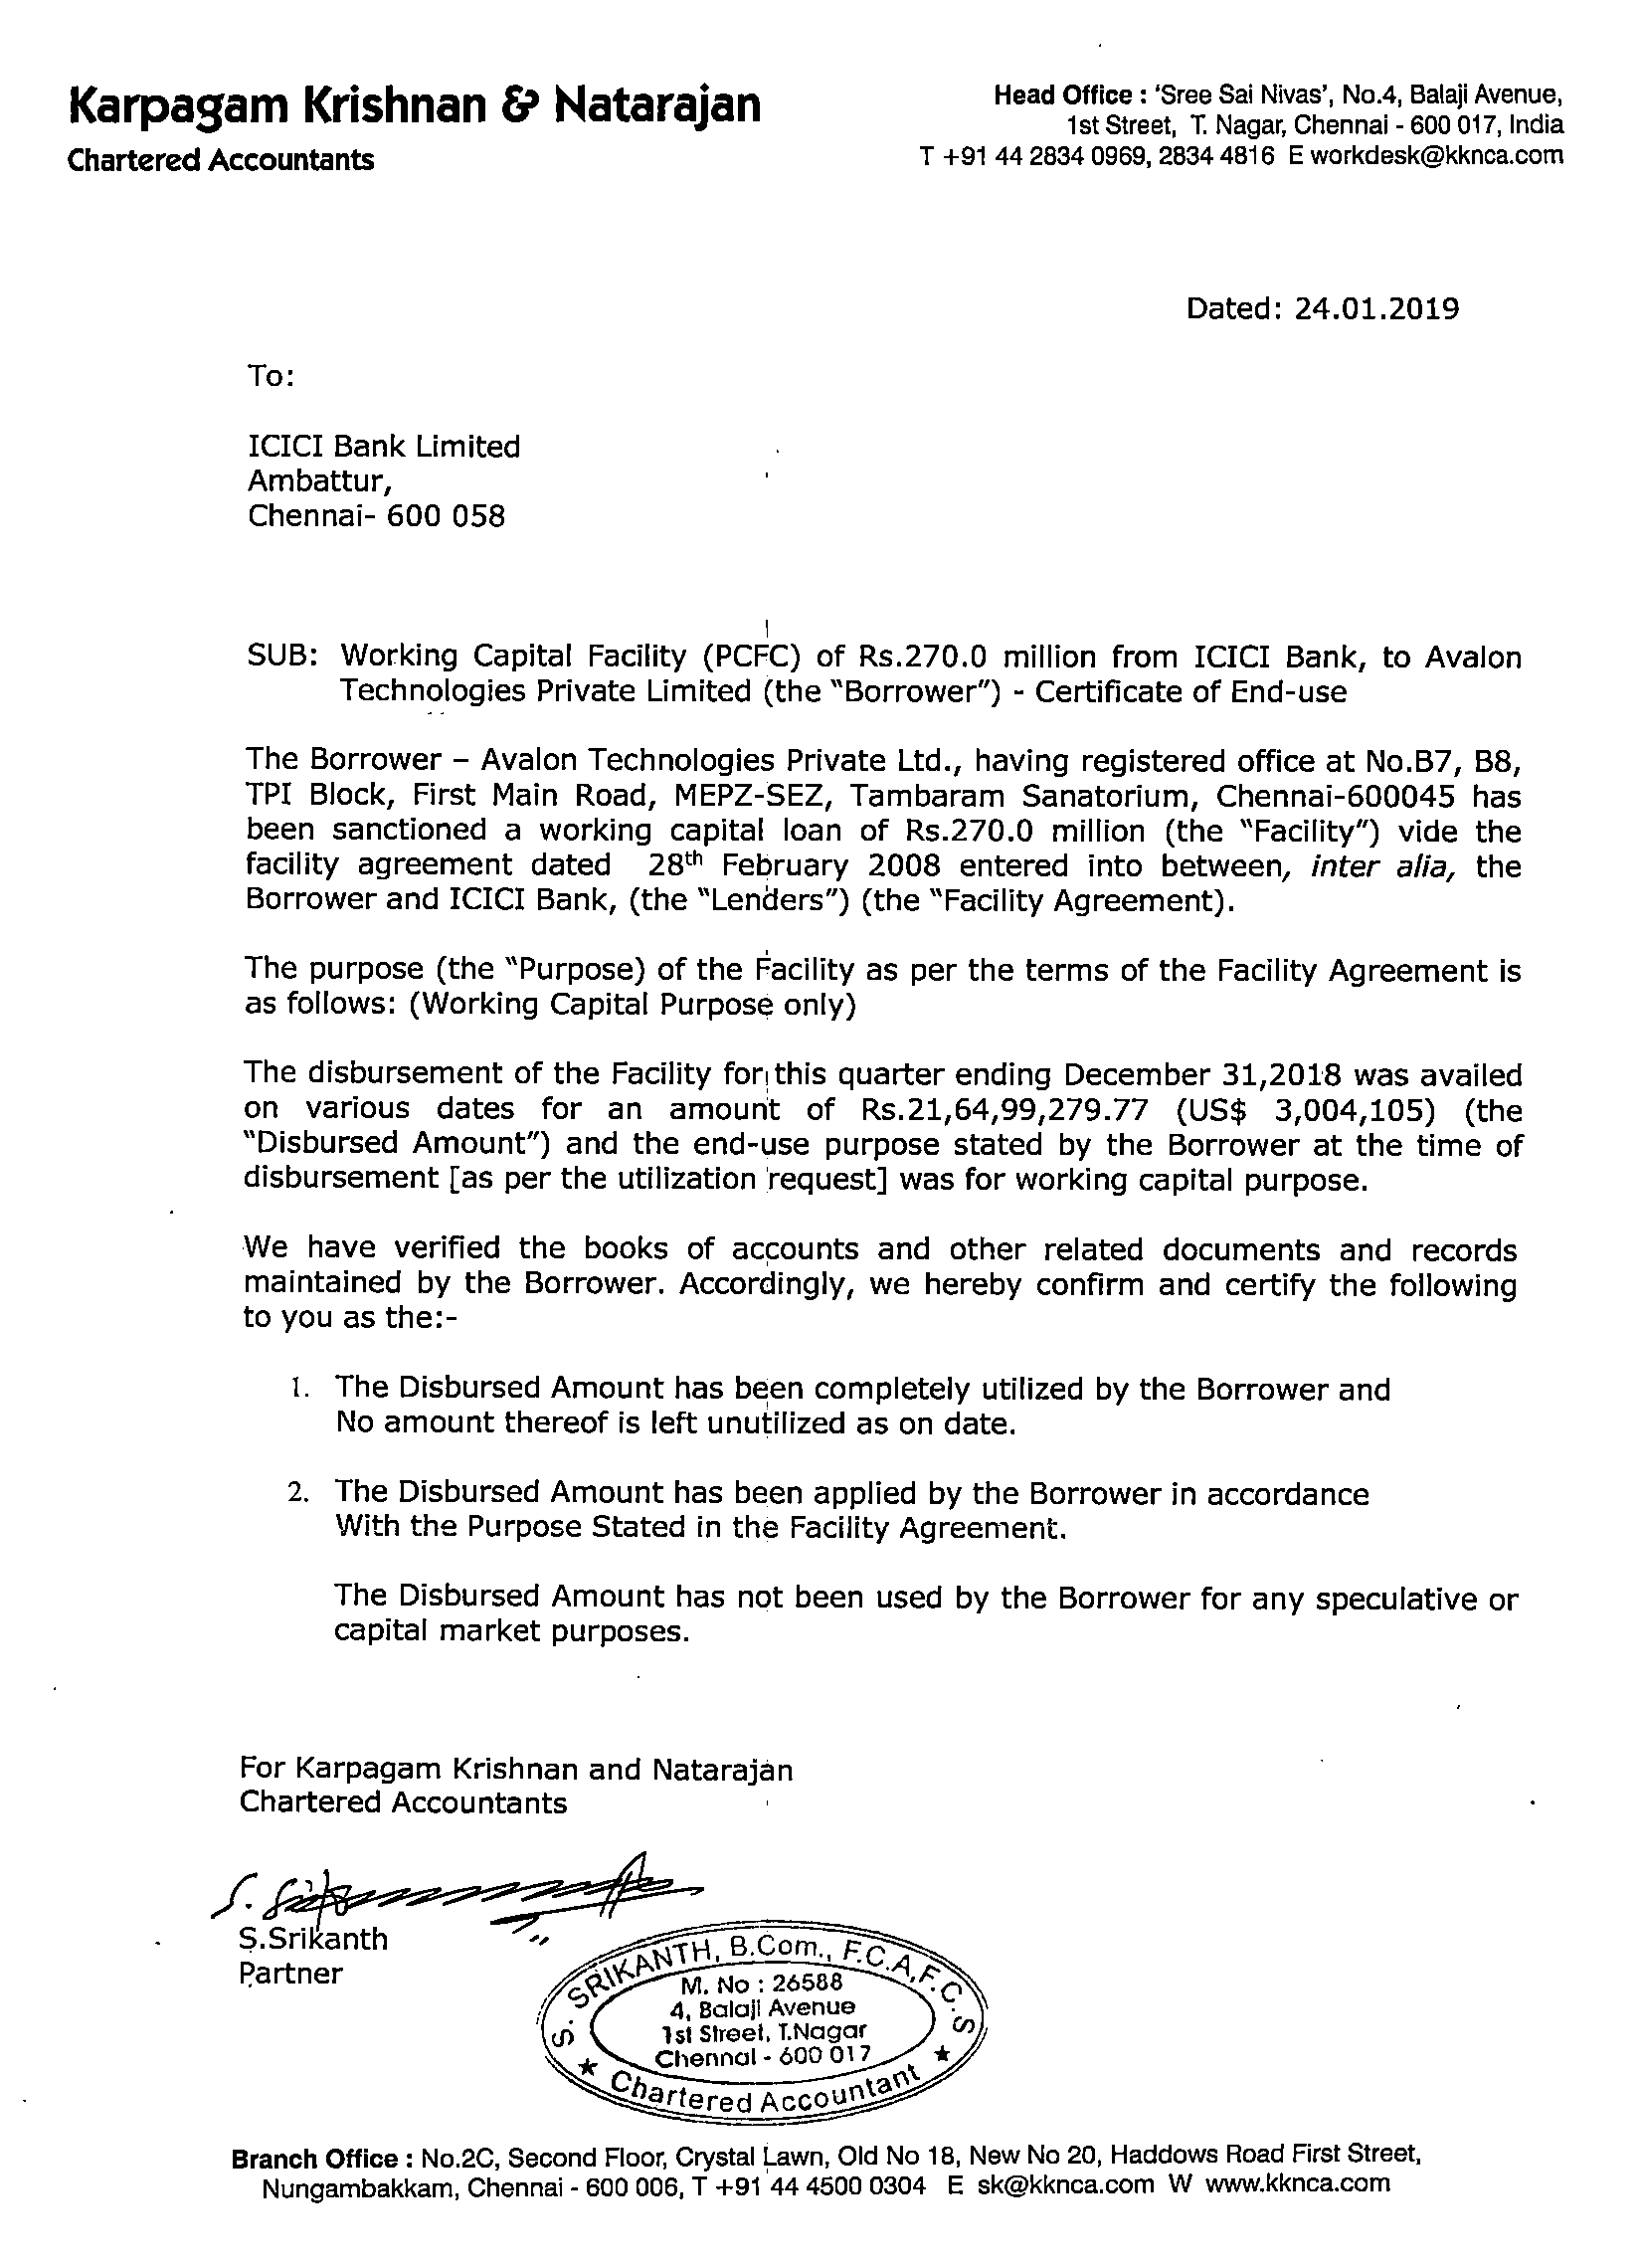 Karpagam Krishnan & Natarajan
Chartered Accountants
Head Office : 'Sree Sai Nivas', No.4, Balaji Avenue,
1st Street, T. Nagar, Chennai - 600 017, India
T +91 44 2834 0969, 2834 4816 E workdesk@kknca.com
Dated: 24.01.2019
To:
ICICI Bank Limited
Ambattur,
Chennai- 600 058
SUB: Working Capital Facility (PCFC) of Rs.270.0 million from ICICI Bank, to Avalon
Technologies Private Limited (the "Borrower") - Certificate of End-use
The Borrower – Avalon Technologies Private Ltd., having registered office at No.B7, B8,
TPI Block, First Main Road, MEPZ-SEZ, Tambaram Sanatorium, Chennai-600045 has
been sanctioned a working capital loan of Rs.270.0 million (the "Facility") vide the
facility agreement dated 28th February 2008 entered into between, inter alia, the
Borrower and ICICI Bank, (the "Lenders") (the "Facility Agreement).
The purpose (the "Purpose) of the Facility as per the terms of the Facility Agreement is
as follows: (Working Capital Purpose only)
The disbursement of the Facility for this quarter ending December 31,2018 was availed
on various dates for an amount of Rs.21,64,99,279.77 (US$ 3,004,105) (the
"Disbursed Amount") and the end-use purpose stated by the Borrower at the time of
disbursement [as per the utilization request] was for working capital purpose.
We have verified the books of accounts and other related documents and records
maintained by the Borrower. Accordingly, we hereby confirm and certify the following
to you as the:-
1. The Disbursed Amount has been completely utilized by the Borrower and
No amount thereof is left unutilized as on date.
2. The Disbursed Amount has been applied by the Borrower in accordance
With the Purpose Stated in the Facility Agreement.
The Disbursed Amount has not been used by the Borrower for any speculative or
capital market purposes.
For Karpagam Krishnan and Natarajan
Chartered Accountants
S.Srikanth
Partner
S. SRIKANTH, B.Com., F.C.A,F.C.S
M. No : 26588
4, Balaji Avenue
1st Street, T.Nagar
Chennai - 600 017
★ Chartered Accountant ★
Branch Office : No.2C, Second Floor, Crystal Lawn, Old No 18, New No 20, Haddows Road First Street,
Nungambakkam, Chennai - 600 006, T +91 44 4500 0304 E sk@kknca.com W www.kknca.com